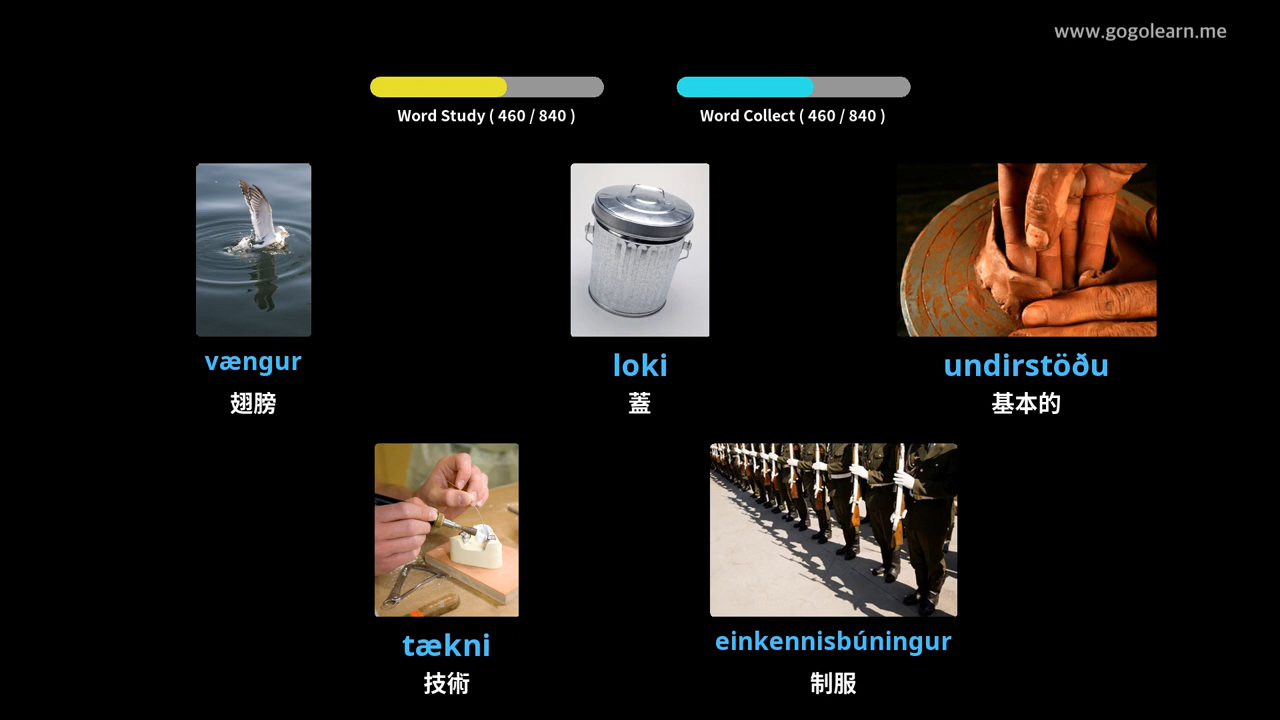 www.gogolearn.me
Word Study ( 460 / 840 )
Word Collect ( 460 / 840 )
vængur
翅膀
loki
蓋
undirstöðu
基本的
tækni
技術
einkennisbúningur
制服